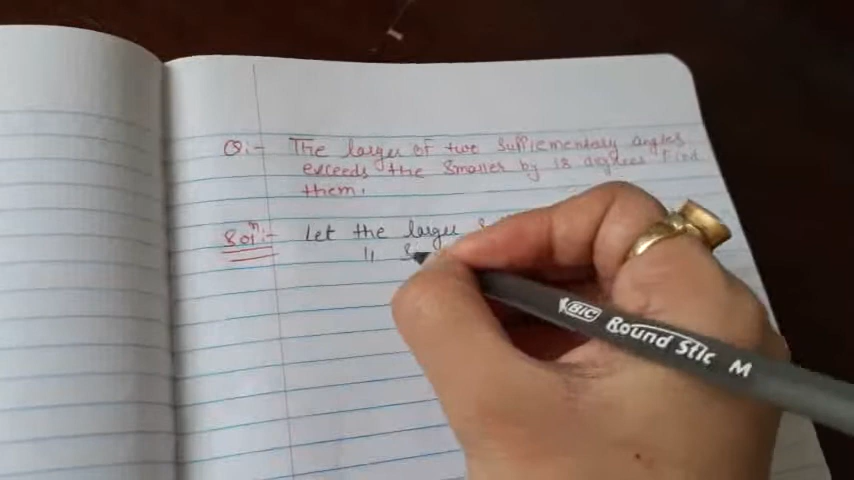 Q:- The larger of two supplementary angles
exceeds the smaller by 18 degrees find
them.
Solⁿ:- Let the larger
BIC Round Stic M